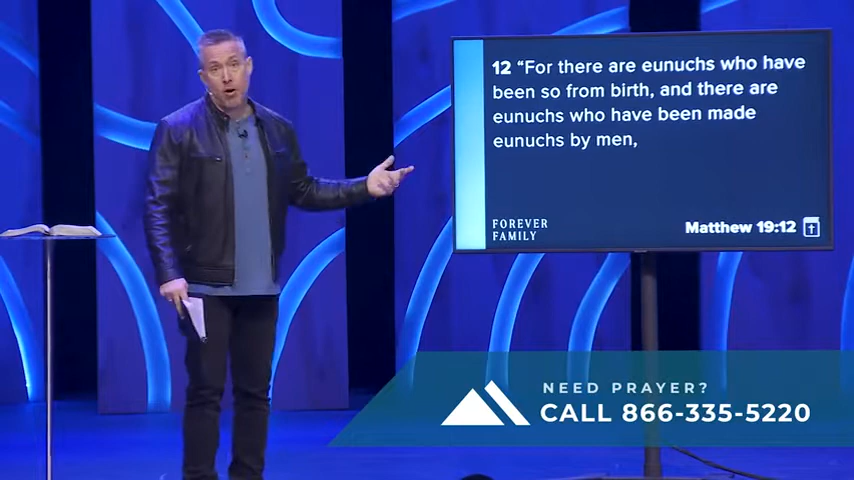 12 “For there are eunuchs who have
been so from birth, and there are
eunuchs who have been made
eunuchs by men,
FOREVER
FAMILY
Matthew 19:12
NEED PRAYER?
CALL 866-335-5220